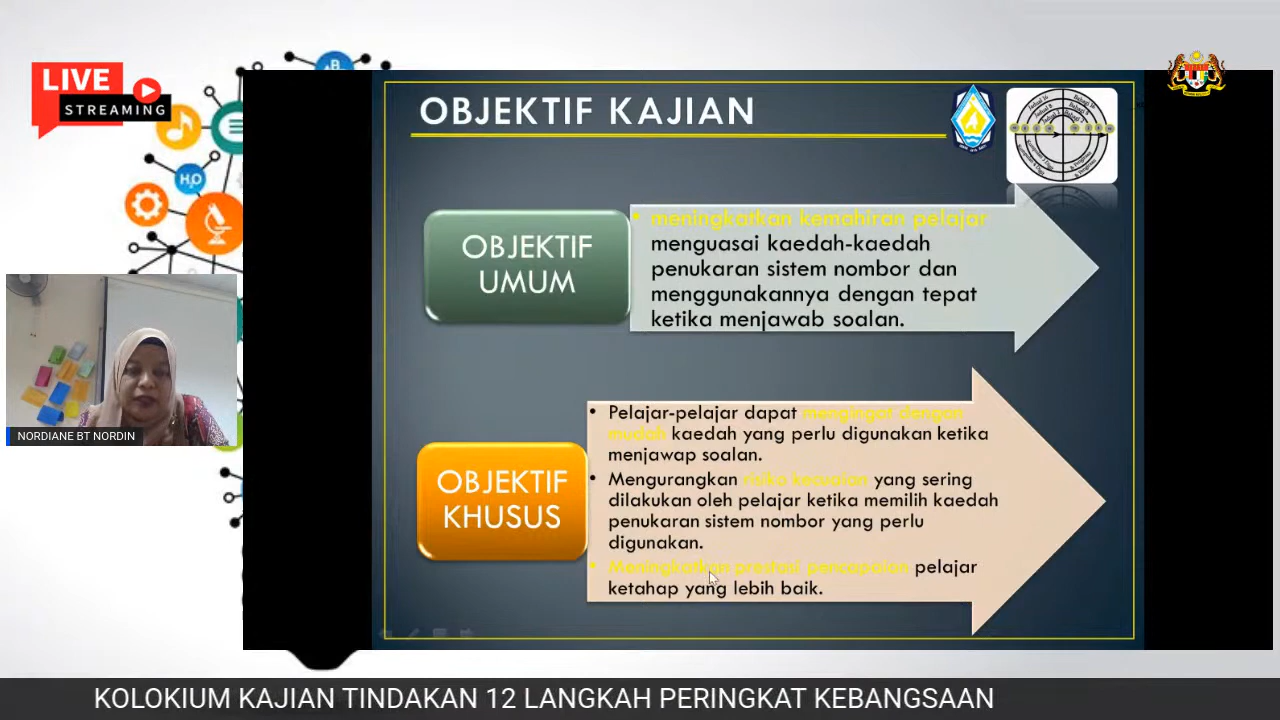 LIVE
STREAMING
B
H₂O
OBJEKTIF KAJIAN
OBJEKTIF
UMUM
• meningkatkan kemahiran pelajar
menguasai kaedah-kaedah
penukaran sistem nombor dan
menggunakannya dengan tepat
ketika menjawab soalan.
OBJEKTIF
KHUSUS
• Pelajar-pelajar dapat mengingat dengan
mudah kaedah yang perlu digunakan ketika
menjawap soalan.
• Mengurangkan risiko kecuaian yang sering
dilakukan oleh pelajar ketika memilih kaedah
penukaran sistem nombor yang perlu
digunakan.
• Meningkatkan prestasi pencapaian pelajar
ketahap yang lebih baik.
NORDIANE BT NORDIN
KOLOKIUM KAJIAN TINDAKAN 12 LANGKAH PERINGKAT KEBANGSAAN